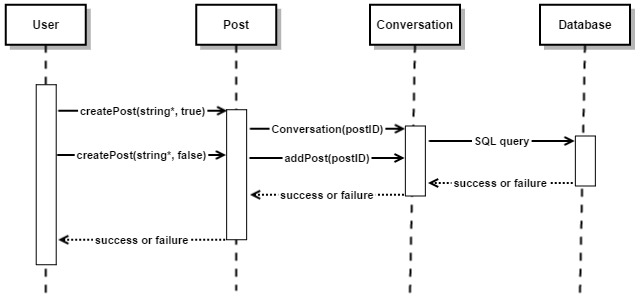 User
Post
Conversation
Database
createPost(string*, true)
Conversation(postID)
SQL query
createPost(string*, false)
addPost(postID)
success or failure
success or failure
success or failure